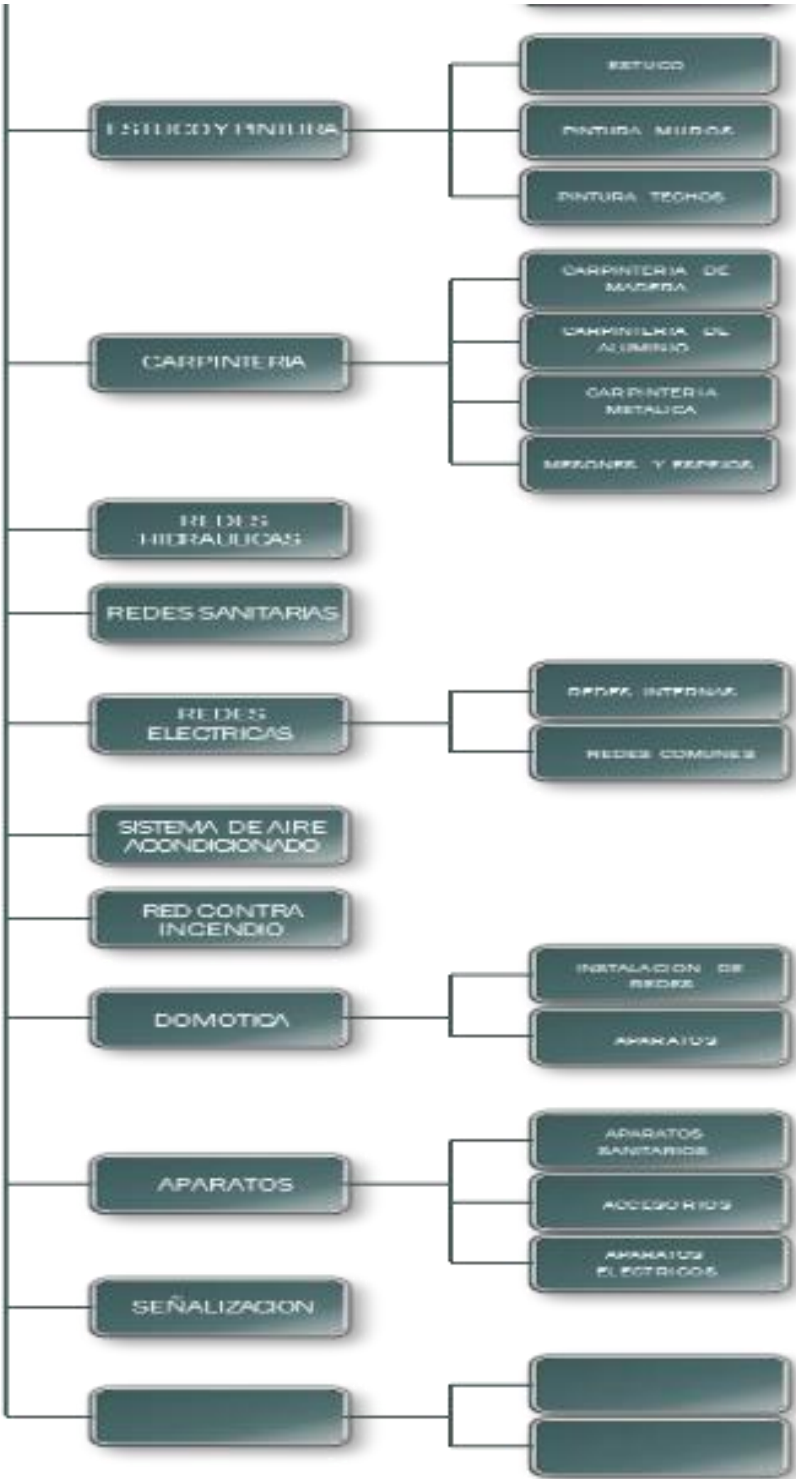 ESTUCO Y PINTURA
ESTUCO
PINTURA MUROS
PINTURA TECHOS
CARPINTERIA
CARPINTERIA DE
MADERA
CARPINTERIA DE
ALUMINIO
CARPINTERIA
METALICA
MESONES Y ESPEJOS
REDES
HIDRAULICAS
REDES SANITARIAS
REDES
ELECTRICAS
REDES INTERNAS
REDES COMUNES
SISTEMA DE AIRE
ACONDICIONADO
RED CONTRA
INCENDIO
DOMOTICA
INSTALACION DE
REDES
APARATOS
APARATOS
APARATOS
SANITARIOS
ACCESORIOS
APARATOS
ELECTRICOS
SEÑALIZACION